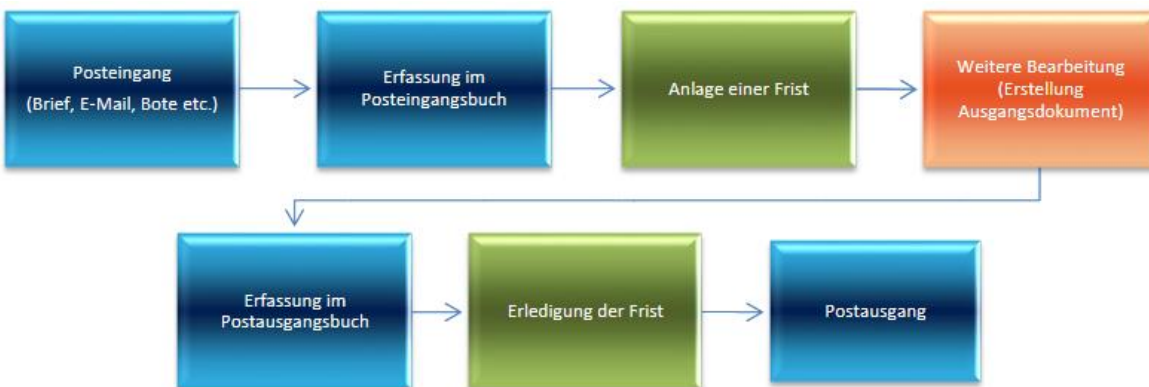 Posteingang
(Brief, E-Mail, Bote etc.)
Erfassung im
Posteingangsbuch
Anlage einer Frist
Weitere Bearbeitung
(Erstellung
Ausgangsdokument)
Erfassung im
Postausgangsbuch
Erledigung der Frist
Postausgang